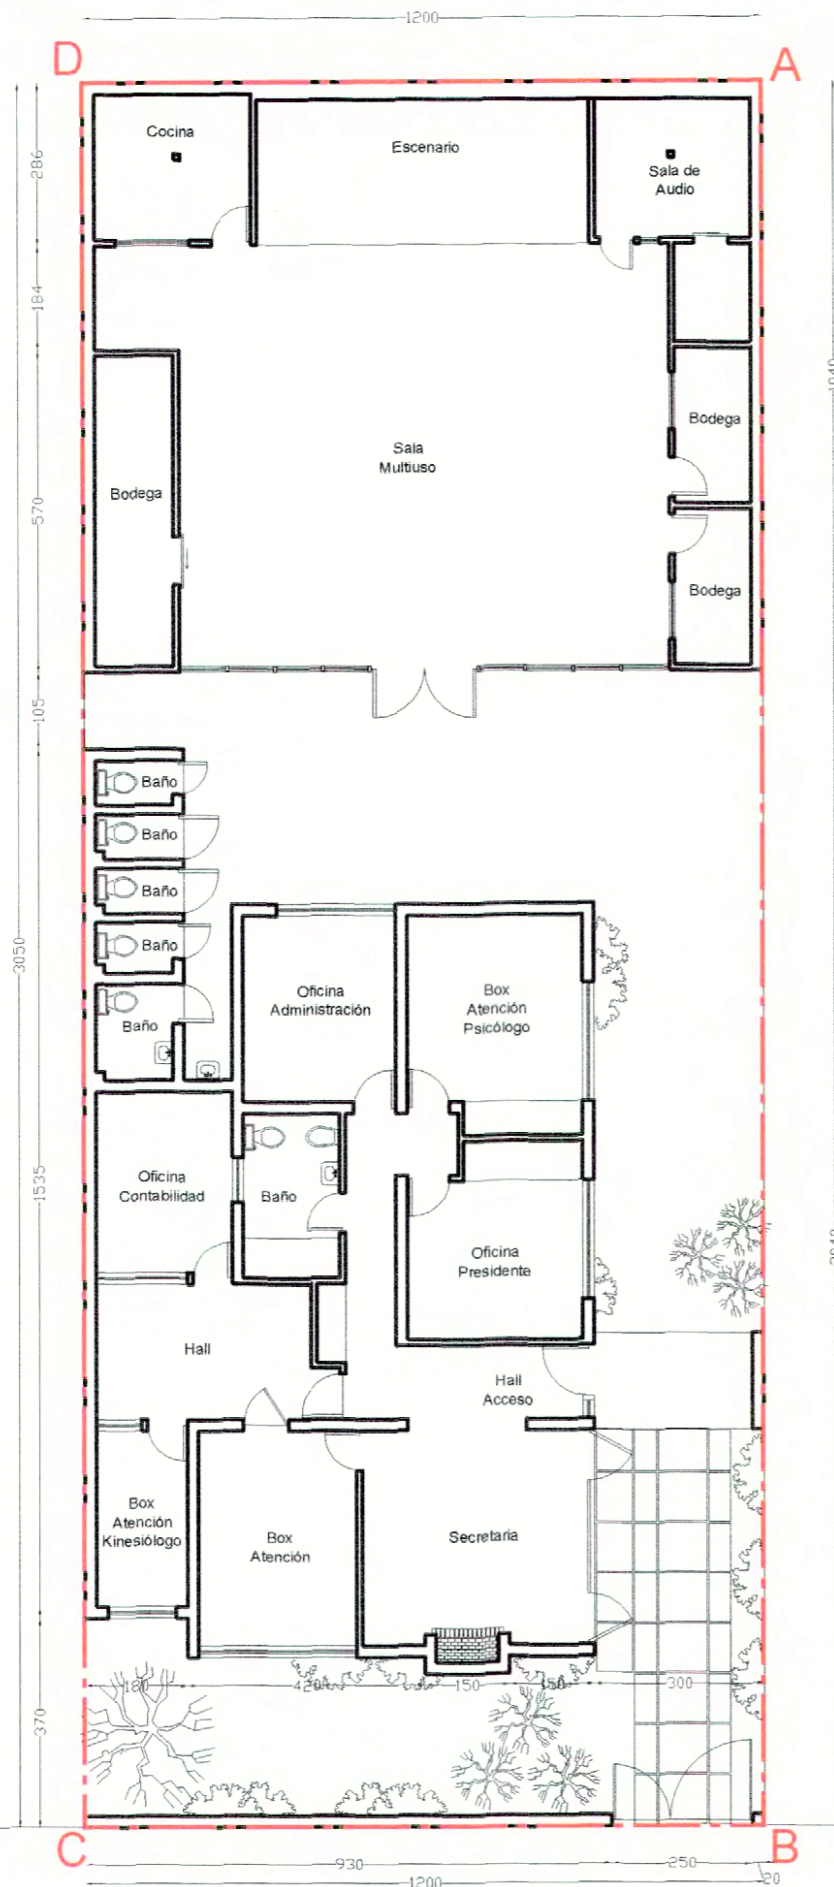 1200
D
A
Cocina
Escenario
Sala de
Audio
286
184
Sala
Multiuso
Bodega
Bodega
570
Bodega
105
Baño
Baño
Baño
Baño
Baño
3050
Oficina
Administración
Box
Atención
Psicólogo
Oficina
Contabilidad
Baño
1535
Oficina
Presidente
Hall
Hall
Acceso
Box
Atención
Kinesiólogo
Box
Atención
Secretaria
180
420
150
150
300
370
C
B
930
250
1200
20